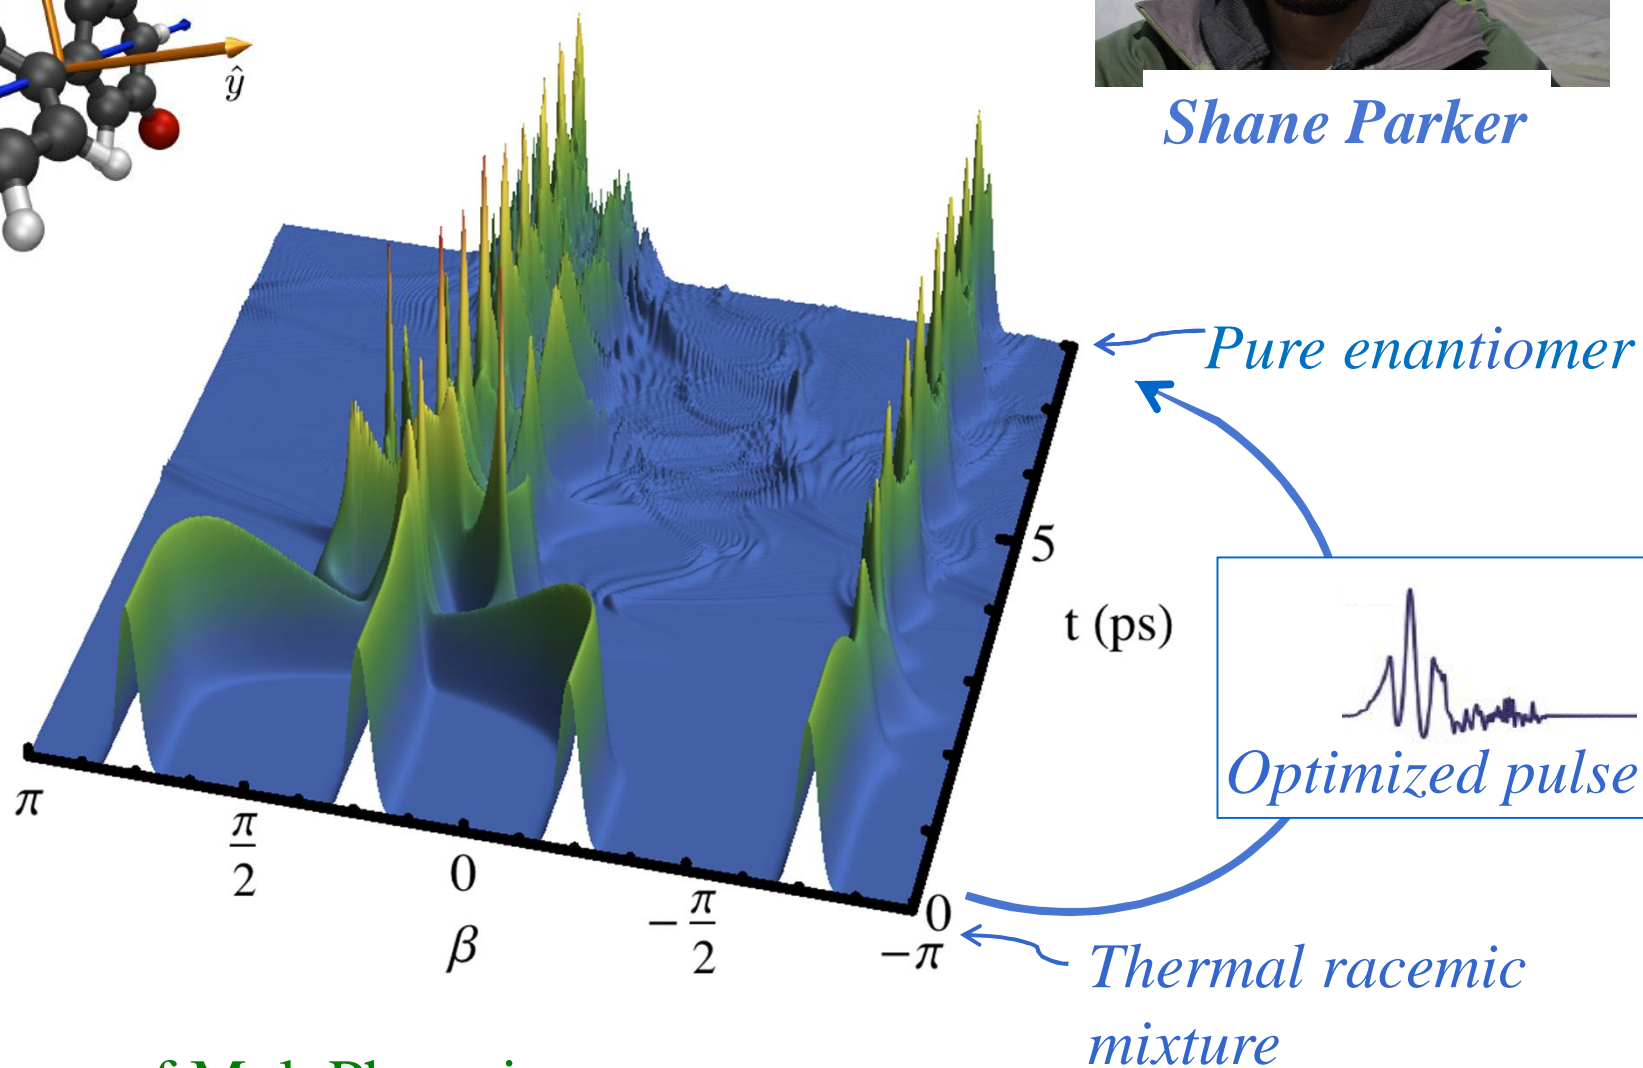 ŷ
Shane Parker
Pure enantiomer
5
t (ps)
Optimized pulse
π
π
2
0
β
− π
2
−π
0
Thermal racemic
mixture